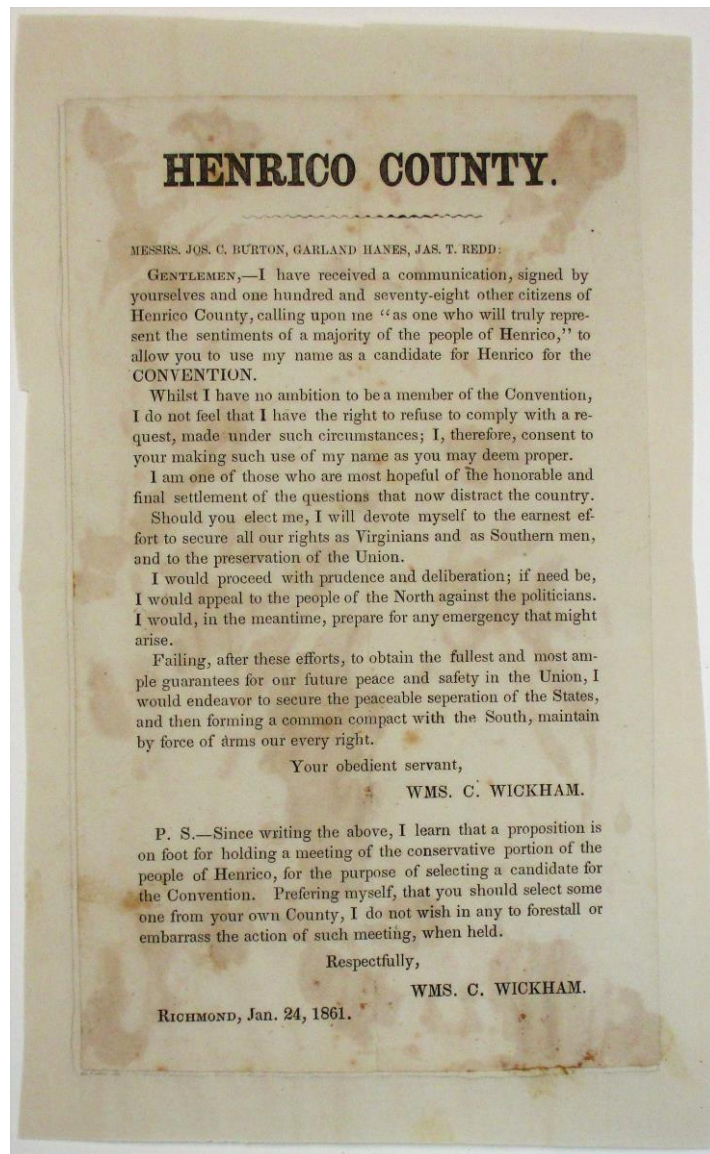 HENRICO COUNTY.
MESSRS. JOS. C. BURTON, GARLAND HANES, JAS. T. REDD:
GENTLEMEN,—I have received a communication, signed by
yourselves and one hundred and seventy-eight other citizens of
Henrico County, calling upon me "as one who will truly repre-
sent the sentiments of a majority of the people of Henrico," to
allow you to use my name as a candidate for Henrico for the
CONVENTION.
Whilst I have no ambition to be a member of the Convention,
I do not feel that I have the right to refuse to comply with a re-
quest, made under such circumstances; I, therefore, consent to
your making such use of my name as you may deem proper.
I am one of those who are most hopeful of the honorable and
final settlement of the questions that now distract the country.
Should you elect me, I will devote myself to the earnest ef-
fort to secure all our rights as Virginians and as Southern men,
and to the preservation of the Union.
I would proceed with prudence and deliberation; if need be,
I would appeal to the people of the North against the politicians.
I would, in the meantime, prepare for any emergency that might
arise.
Failing, after these efforts, to obtain the fullest and most am-
ple guarantees for our future peace and safety in the Union, I
would endeavor to secure the peaceable seperation of the States,
and then forming a common compact with the South, maintain
by force of arms our every right.
Your obedient servant,
WMS. C. WICKHAM.
P. S.—Since writing the above, I learn that a proposition is
on foot for holding a meeting of the conservative portion of the
people of Henrico, for the purpose of selecting a candidate for
the Convention. Prefering myself, that you should select some
one from your own County, I do not wish in any to forestall or
embarrass the action of such meeting, when held.
Respectfully,
WMS. C. WICKHAM.
RICHMOND, Jan. 24, 1861.